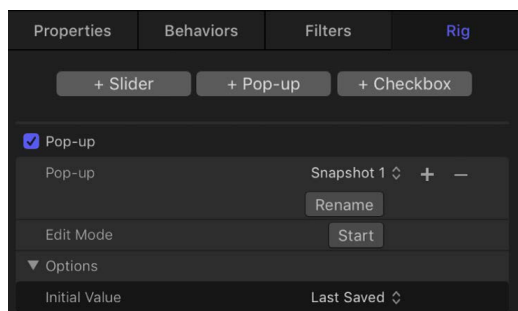 Properties Behaviors Filters Rig
+ Slider + Pop-up + Checkbox
Pop-up
Pop-up Snapshot 1 + –
Rename
Edit Mode Start
Options
Initial Value Last Saved